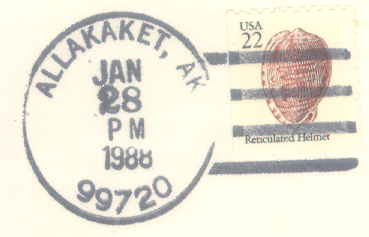 ALLAKAKET, AK
JAN
28
PM
1988
99720
USA
22
Reticulated Helmet